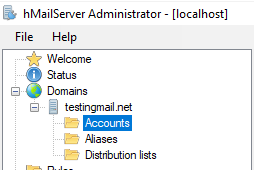 hMailServer Administrator - [localhost]
File Help
Welcome
Status
Domains
testingmail.net
Accounts
Aliases
Distribution lists